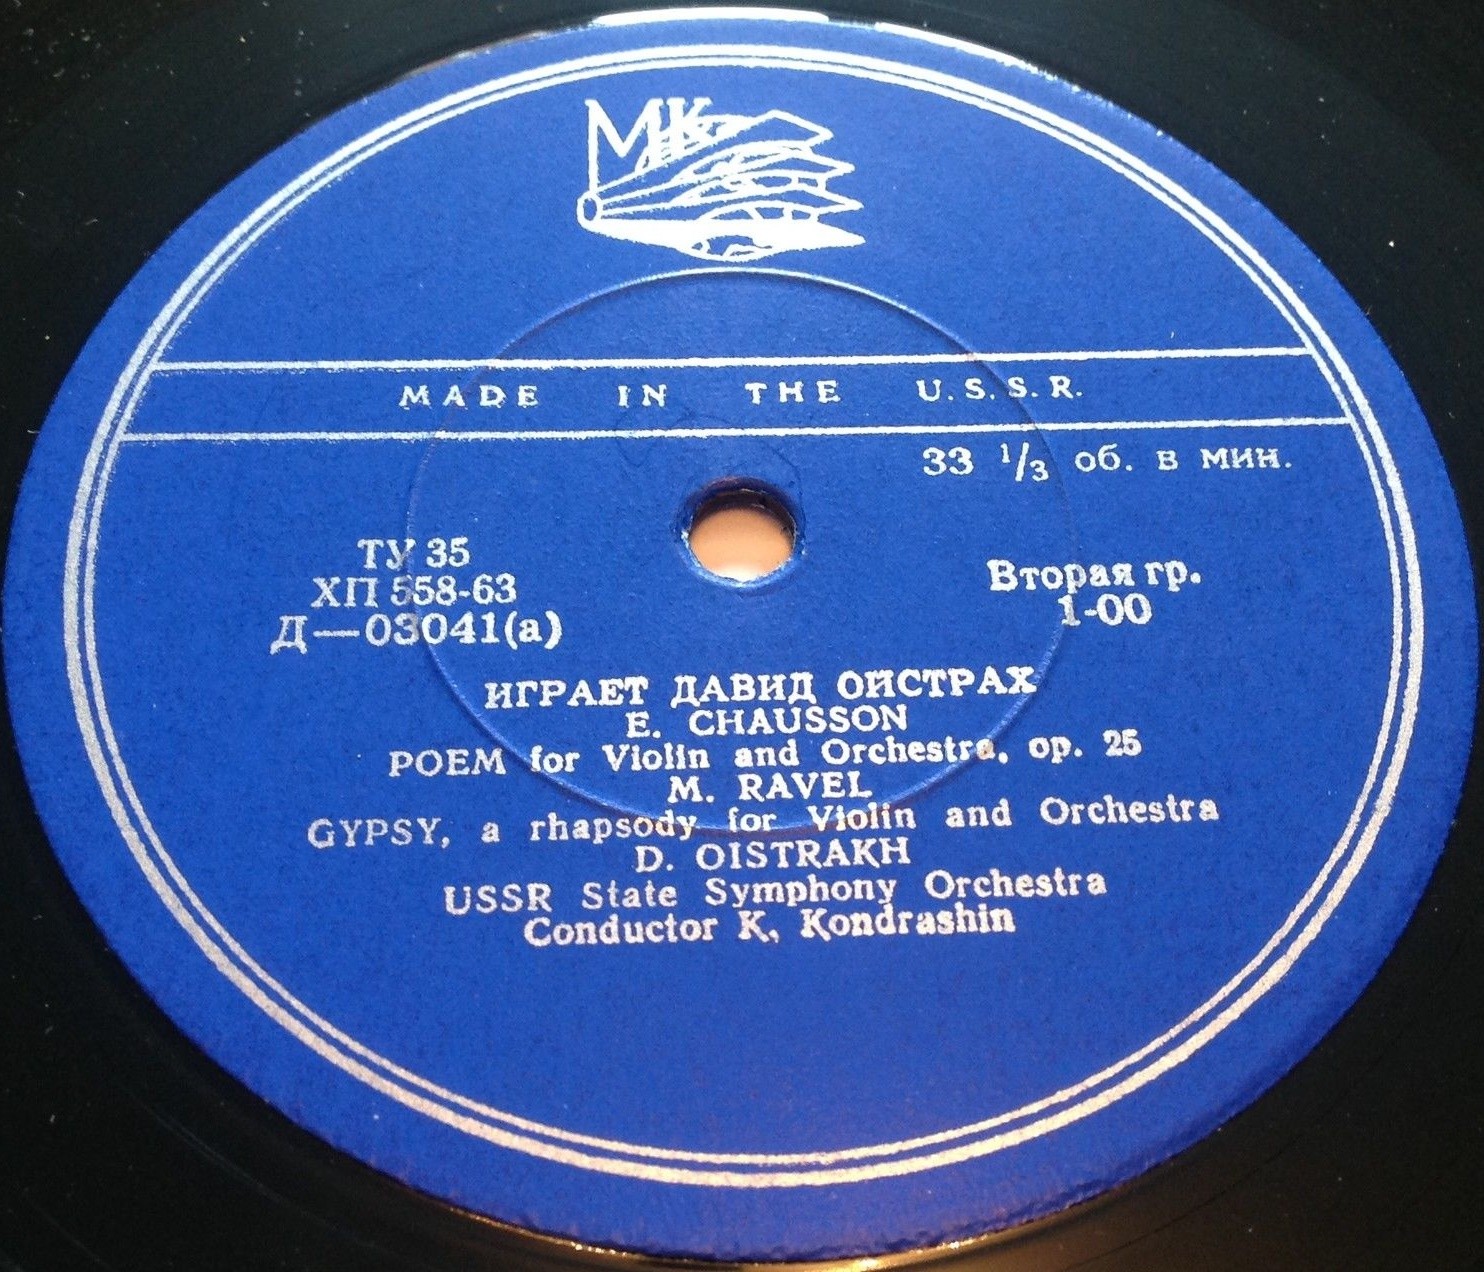 МК
MADE IN THE U.S.S.R.
33 1/3 об. в мин.
ТУ 35
ХП 558-63
Д—03041(а)
Вторая гр.
1-00
ИГРАЕТ ДАВИД ОЙСТРАХ
E. CHAUSSON
POEM for Violin and Orchestra, op. 25
M. RAVEL
GYPSY, a rhapsody for Violin and Orchestra
D. OISTRAKH
USSR State Symphony Orchestra
Conductor K. Kondrashin